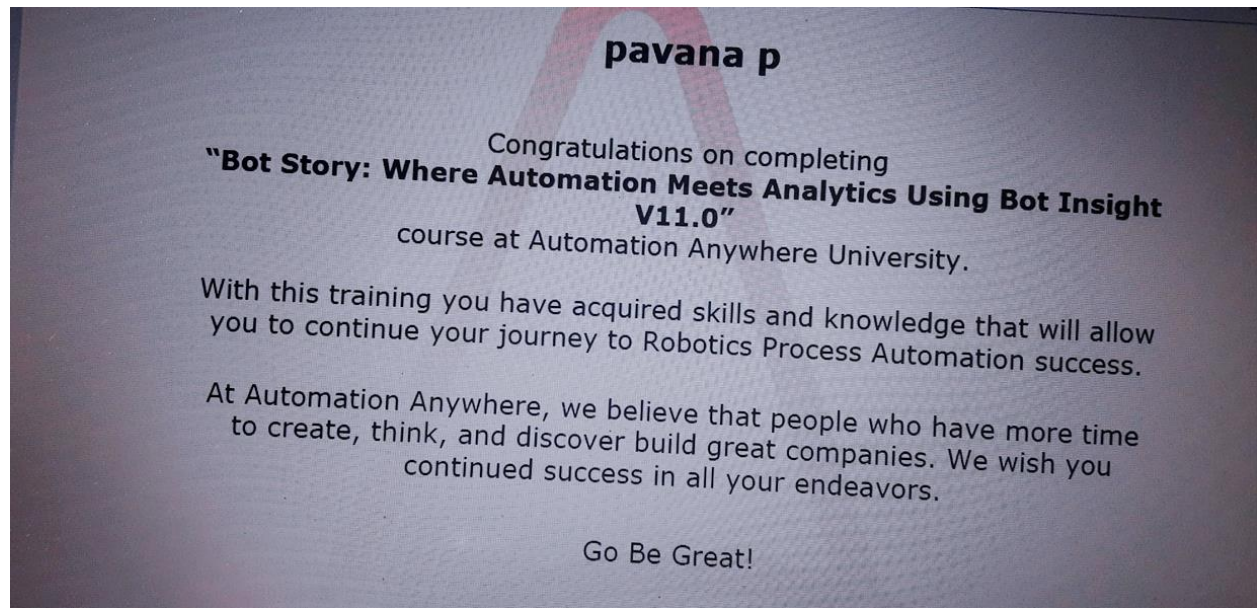 pavana p
Congratulations on completing
"Bot Story: Where Automation Meets Analytics Using Bot Insight
V11.0"
course at Automation Anywhere University.
With this training you have acquired skills and knowledge that will allow
you to continue your journey to Robotics Process Automation success.
At Automation Anywhere, we believe that people who have more time
to create, think, and discover build great companies. We wish you
continued success in all your endeavors.
Go Be Great!